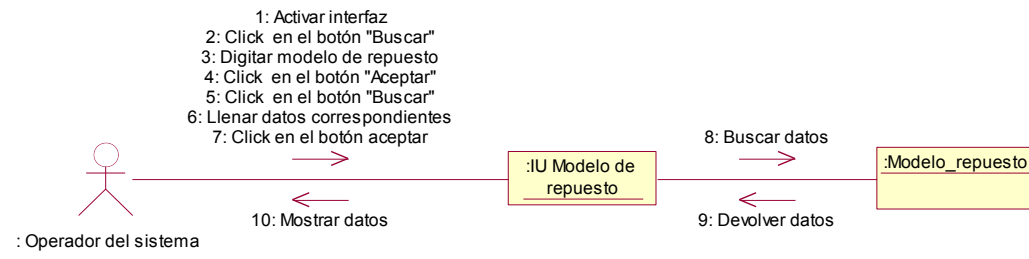 1: Activar interfaz
2: Click en el botón "Buscar"
3: Digitar modelo de repuesto
4: Click en el botón "Aceptar"
5: Click en el botón "Buscar"
6: Llenar datos correspondientes
7: Click en el botón aceptar
8: Buscar datos
:IU Modelo de
repuesto
:Modelo_repuesto
10: Mostrar datos
9: Devolver datos
: Operador del sistema